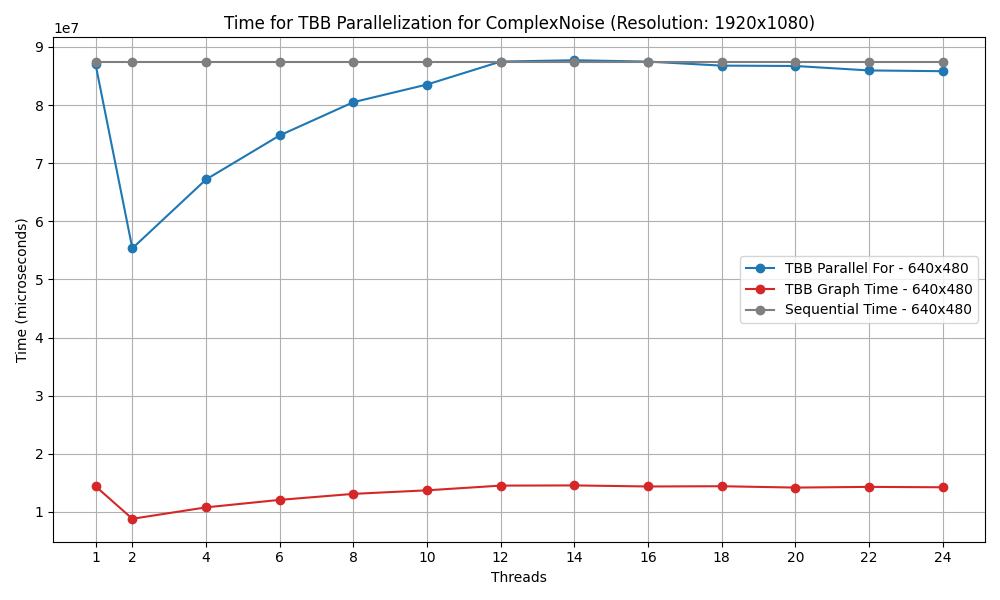 Time for TBB Parallelization for ComplexNoise (Resolution: 1920x1080)
1e7
9
8
7
6
5
4
3
2
1
Time (microseconds)
TBB Parallel For - 640x480
TBB Graph Time - 640x480
Sequential Time - 640x480
1 2 4 6 8 10 12 14 16 18 20 22 24
Threads